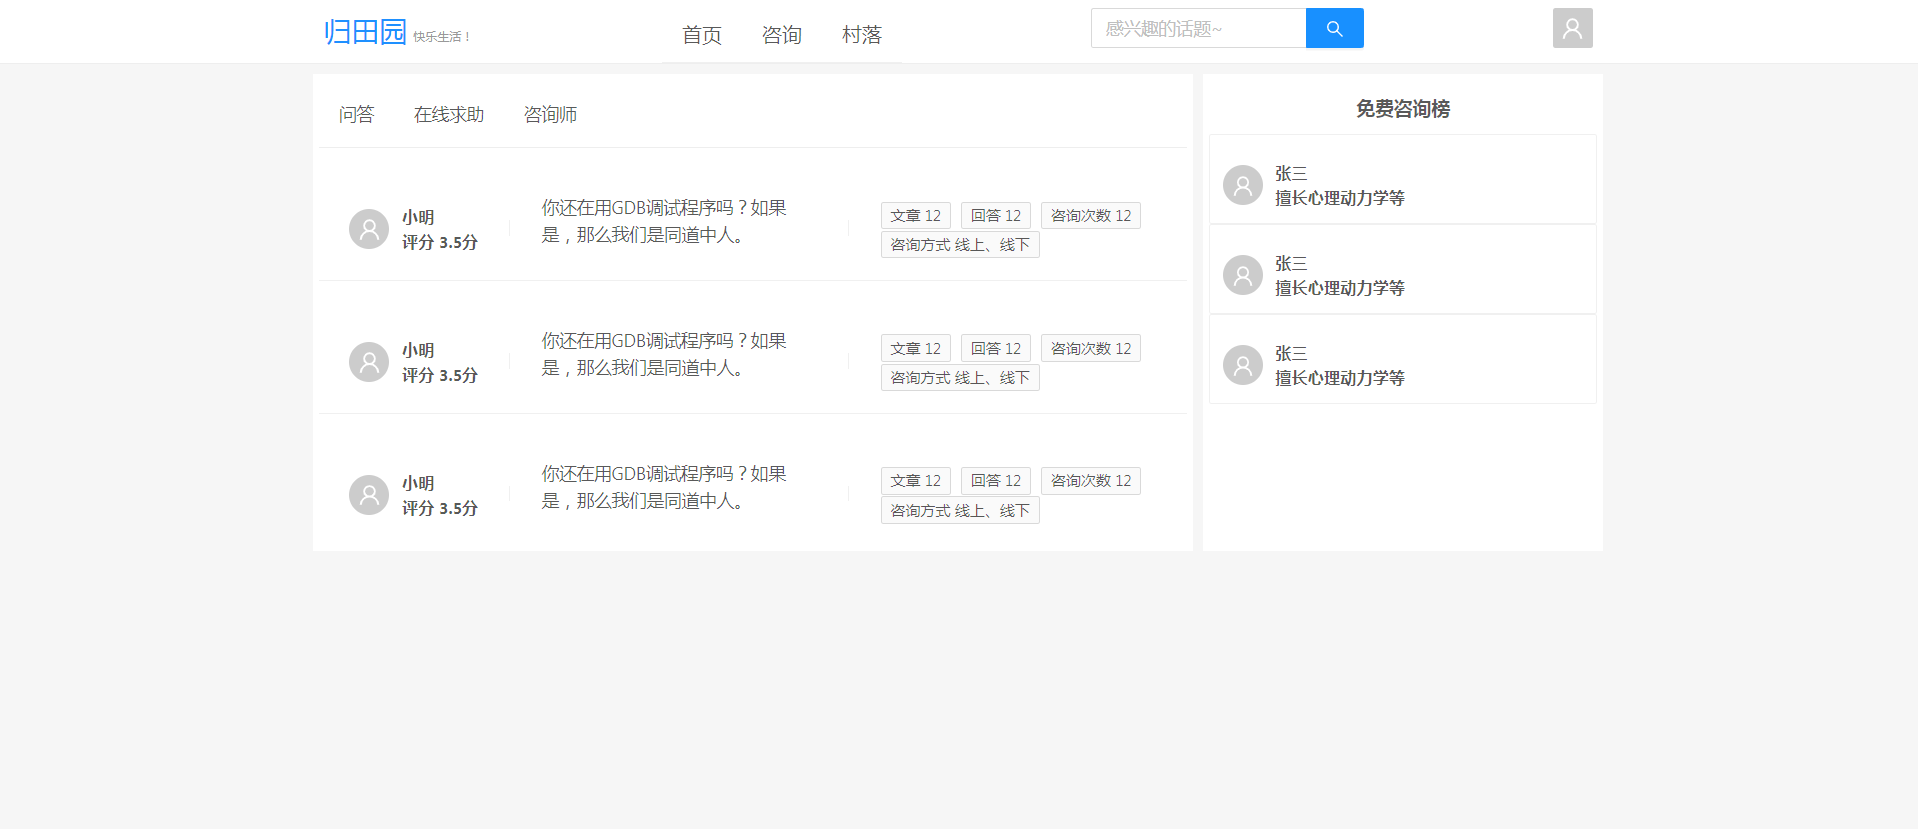 归田园 快乐生活！
首页 咨询 村落
感兴趣的话题~
问答 在线求助 咨询师
小明
评分 3.5分
你还在用GDB调试程序吗？如果
是，那么我们是同道中人。
文章 12 回答 12 咨询次数 12
咨询方式 线上、线下
小明
评分 3.5分
你还在用GDB调试程序吗？如果
是，那么我们是同道中人。
文章 12 回答 12 咨询次数 12
咨询方式 线上、线下
小明
评分 3.5分
你还在用GDB调试程序吗？如果
是，那么我们是同道中人。
文章 12 回答 12 咨询次数 12
咨询方式 线上、线下
免费咨询榜
张三
擅长心理动力学等
张三
擅长心理动力学等
张三
擅长心理动力学等